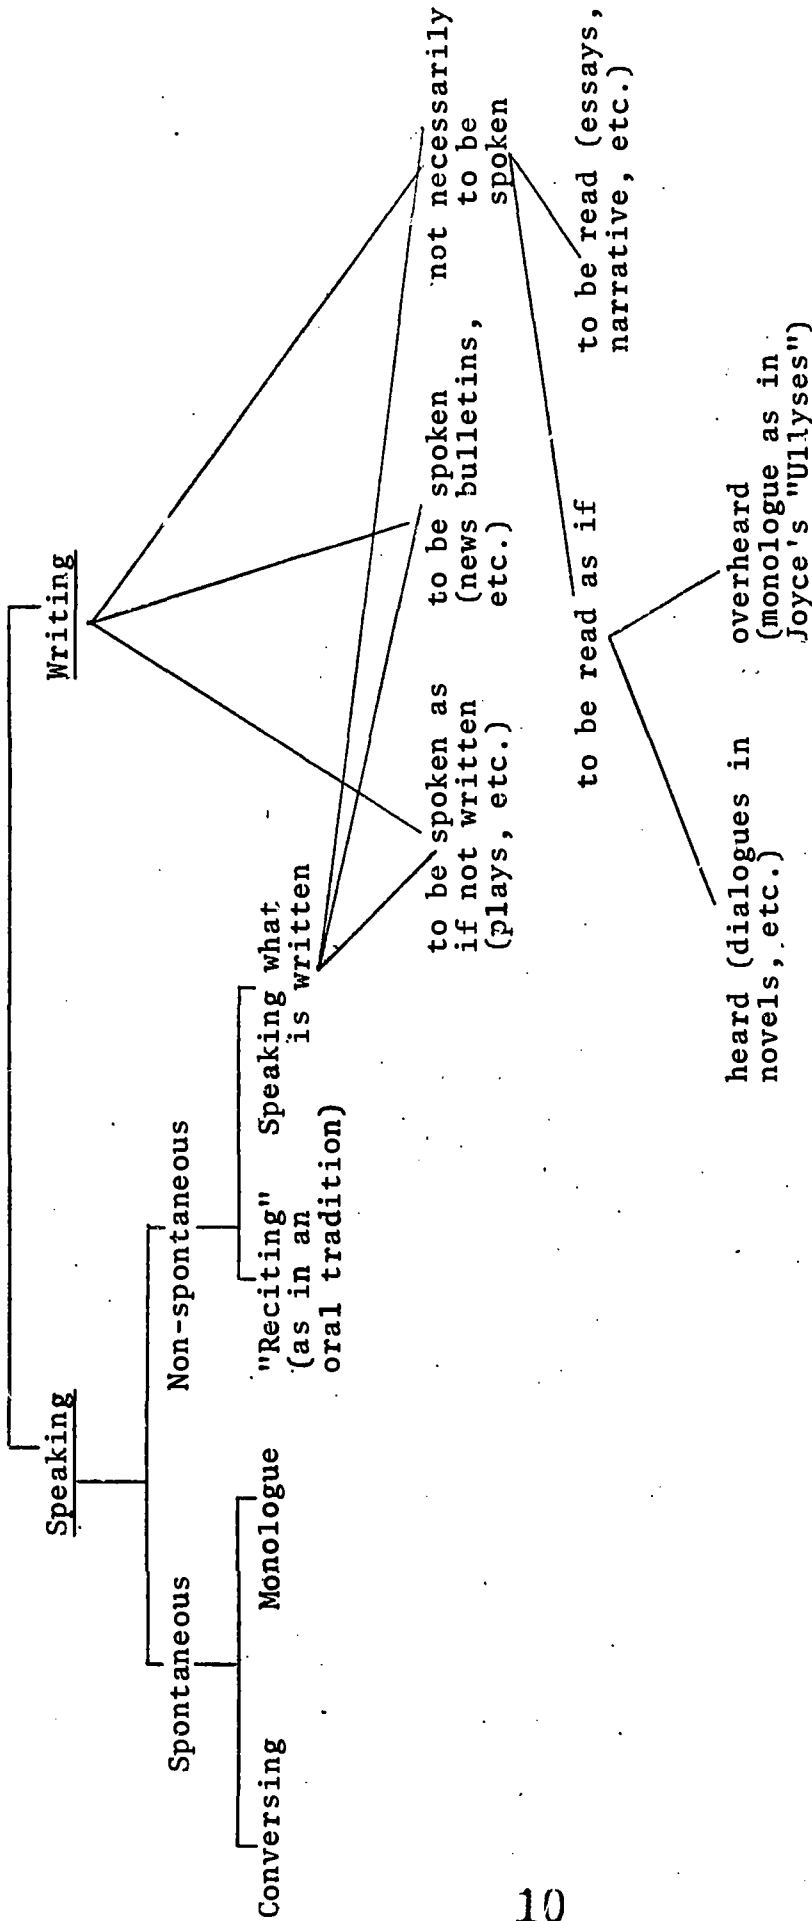 Speaking
Writing
Spontaneous
Non-spontaneous
Conversing
Monologue
"Reciting"
(as in an
oral tradition)
Speaking what
is written
to be spoken as
if not written
(plays, etc.)
to be spoken
(news bulletins,
etc.)
not necessarily
to be
spoken
to be read as if
to be read (essays,
narrative, etc.)
heard (dialogues in
novels, etc.)
overheard
(monologue as in
Joyce's "Ullyses")
10